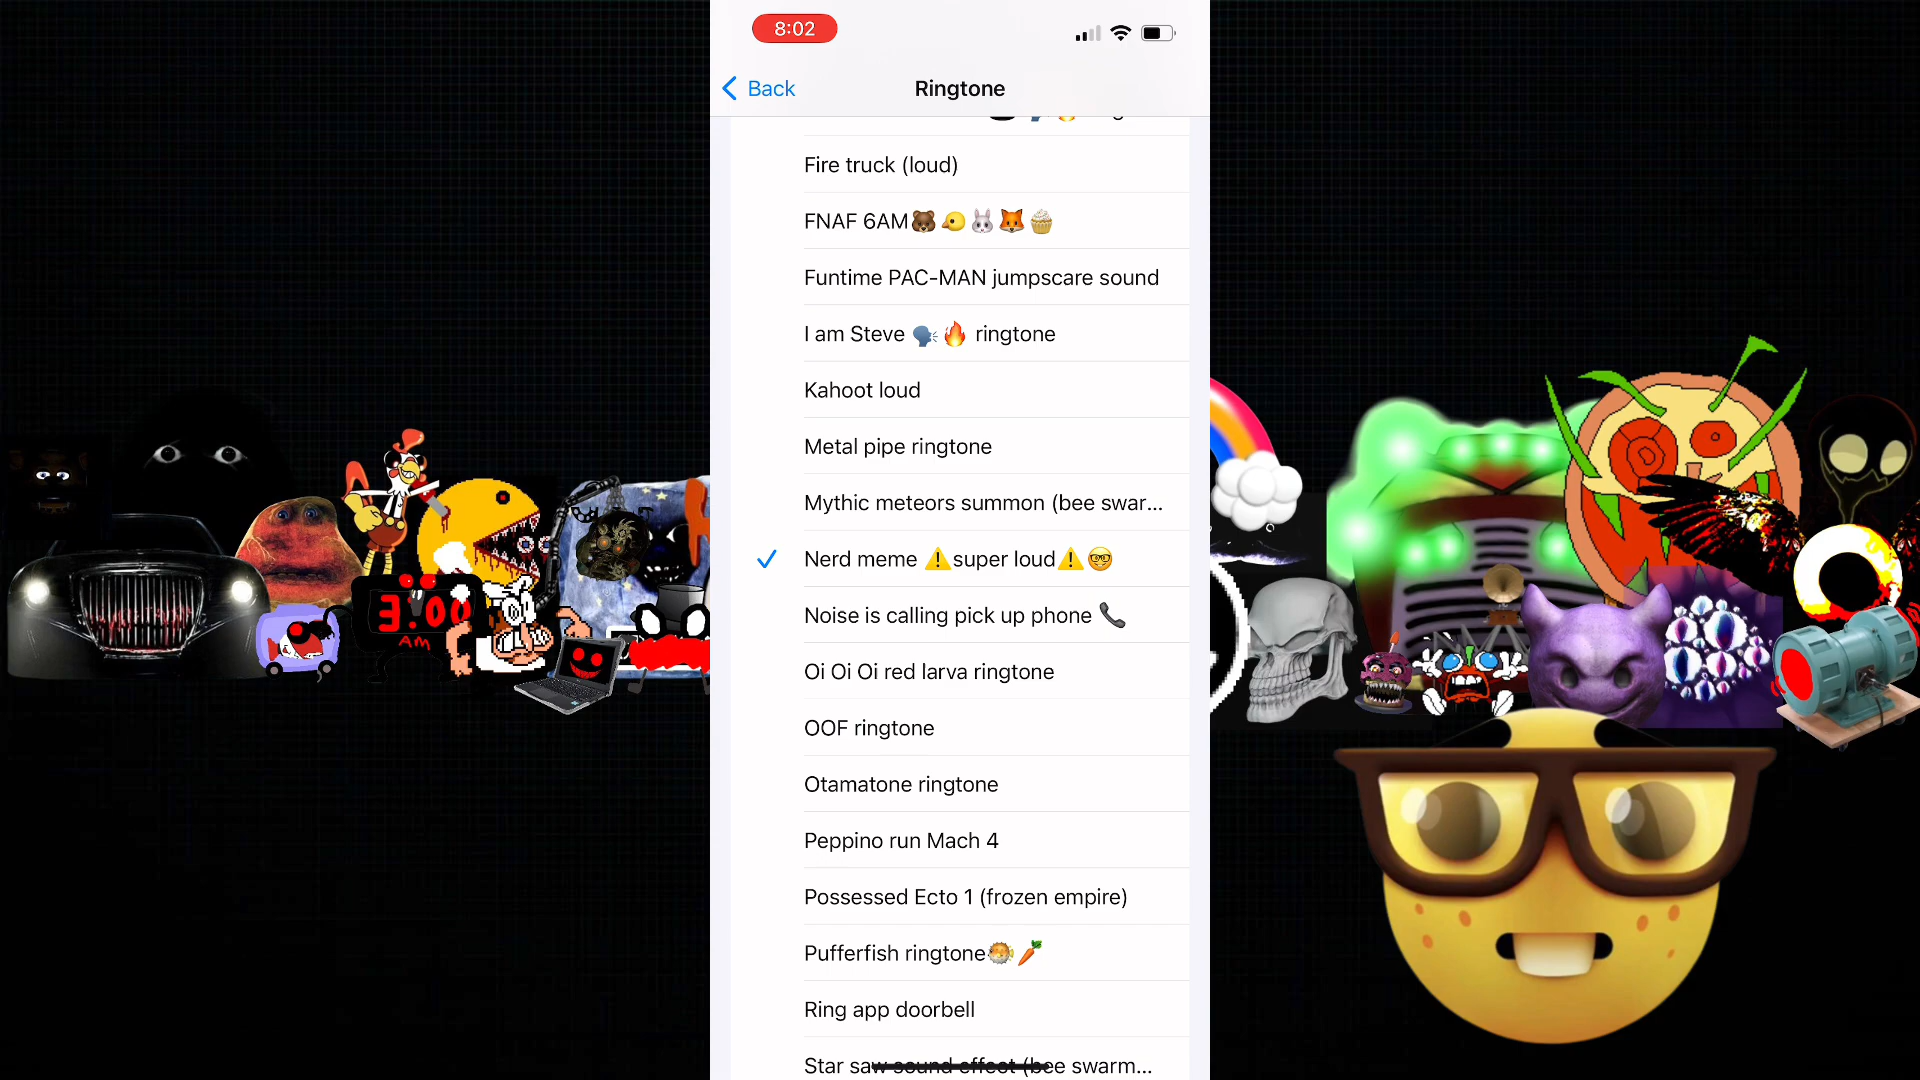 8:02
Back
Ringtone
Fire truck (loud)
FNAF 6AM🐻🐤🐰🦊🧁
Funtime PAC-MAN jumpscare sound
I am Steve 🗣️🔥 ringtone
Kahoot loud
Metal pipe ringtone
Mythic meteors summon (bee swar...
Nerd meme ⚠️super loud⚠️🤓
Noise is calling pick up phone 📞
Oi Oi Oi red larva ringtone
OOF ringtone
Otamatone ringtone
Peppino run Mach 4
Possessed Ecto 1 (frozen empire)
Pufferfish ringtone🐡🥕
Ring app doorbell
Star saw sound effect (bee swarm...
3:00
AM